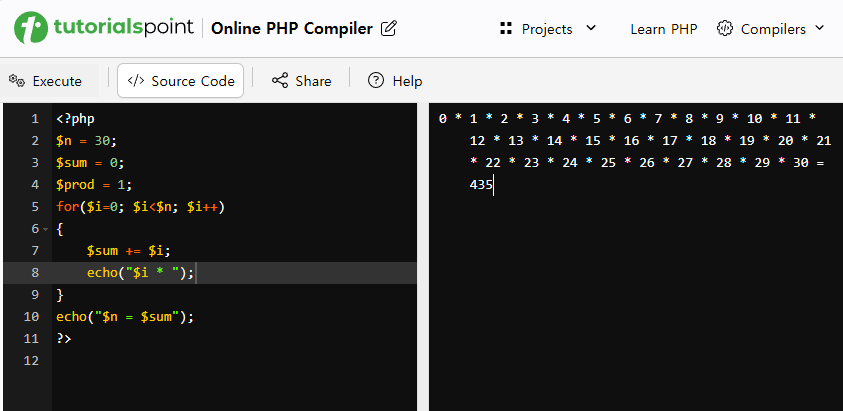 tutorialspoint Online PHP Compiler Projects Learn PHP Compilers
Execute </> Source Code Share ? Help
1 <?php
2 $n = 30;
3 $sum = 0;
4 $prod = 1;
5 for($i=0; $i<$n; $i++)
6 {
7 $sum += $i;
8 echo("$i * ");
9 }
10 echo("$n = $sum");
11 ?>
12
0 * 1 * 2 * 3 * 4 * 5 * 6 * 7 * 8 * 9 * 10 * 11 *
12 * 13 * 14 * 15 * 16 * 17 * 18 * 19 * 20 * 21
* 22 * 23 * 24 * 25 * 26 * 27 * 28 * 29 * 30 =
435